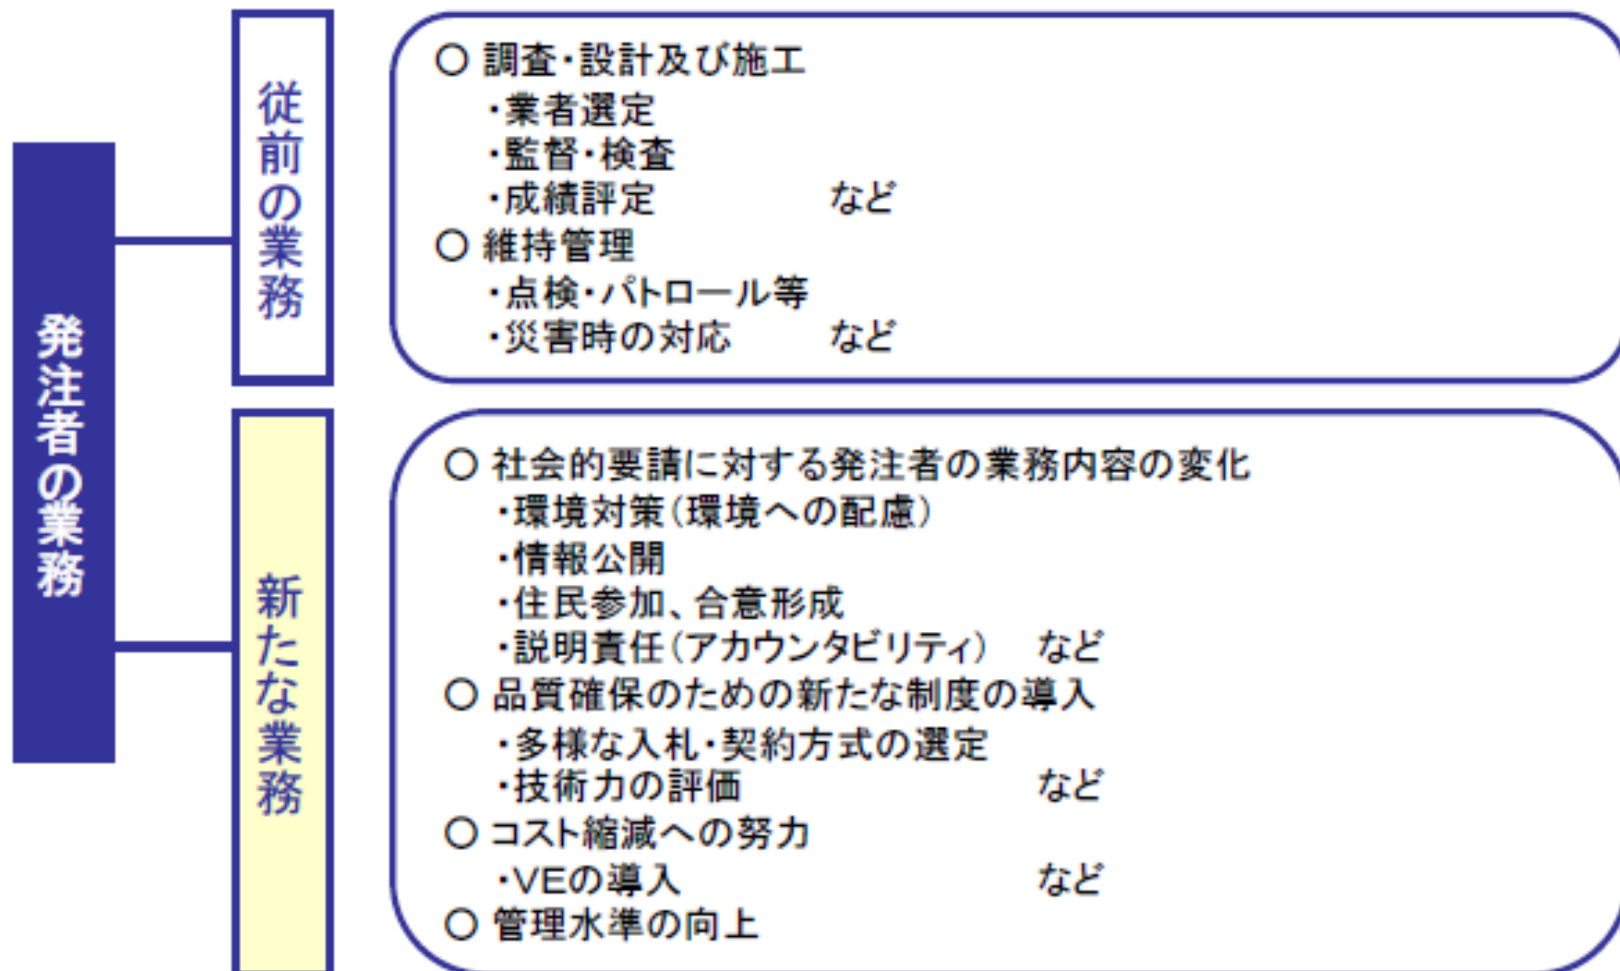 発注者の業務
従前の業務
○ 調査・設計及び施工
・業者選定
・監督・検査
・成績評定 など
○ 維持管理
・点検・パトロール等
・災害時の対応 など
新たな業務
○ 社会的要請に対する発注者の業務内容の変化
・環境対策（環境への配慮）
・情報公開
・住民参加、合意形成
・説明責任（アカウンタビリティ） など
○ 品質確保のための新たな制度の導入
・多様な入札・契約方式の選定
・技術力の評価 など
○ コスト縮減への努力
・VEの導入 など
○ 管理水準の向上